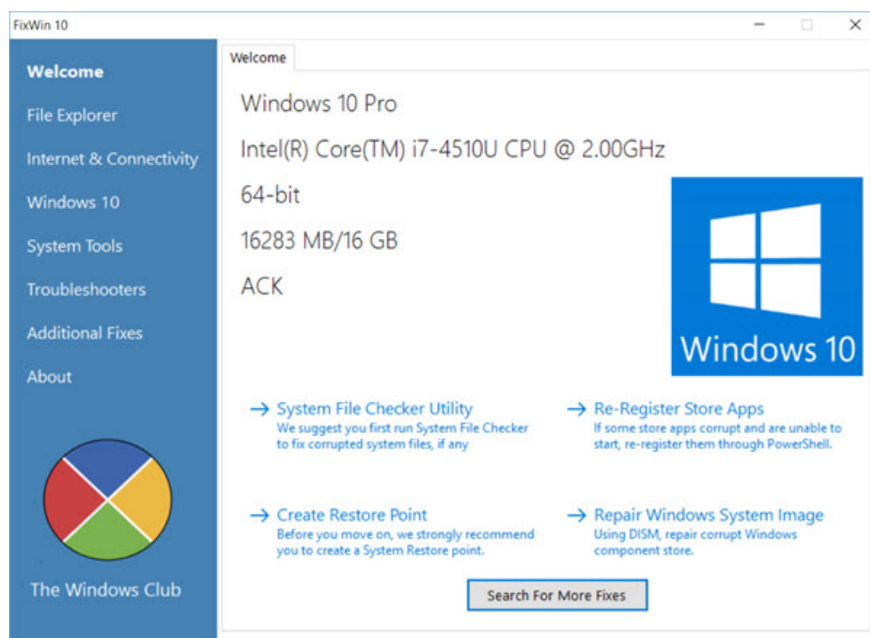 FixWin 10
Welcome
File Explorer
Internet & Connectivity
Windows 10
System Tools
Troubleshooters
Additional Fixes
About
The Windows Club
Welcome
Windows 10 Pro
Intel(R) Core(TM) i7-4510U CPU @ 2.00GHz
64-bit
16283 MB/16 GB
ACK
Windows 10
System File Checker Utility
We suggest you first run System File Checker
to fix corrupted system files, if any
Re-Register Store Apps
If some store apps corrupt and are unable to
start, re-register them through PowerShell.
Create Restore Point
Before you move on, we strongly recommend
you to create a System Restore point.
Repair Windows System Image
Using DISM, repair corrupt Windows
component store.
Search For More Fixes